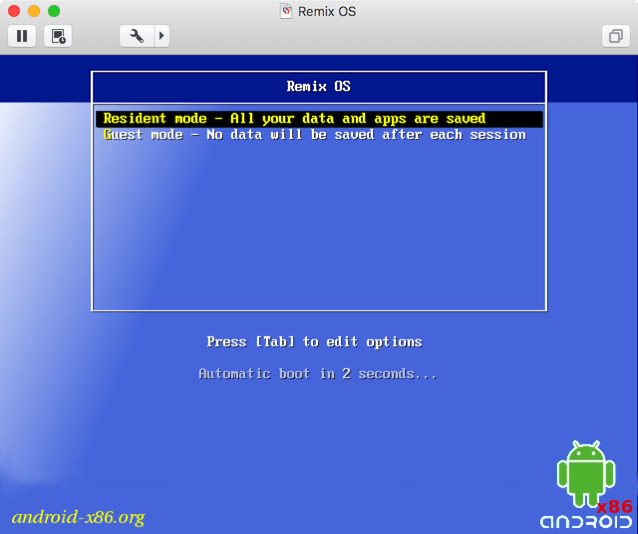 Remix OS
Remix OS
Resident mode - All your data and apps are saved
Guest mode - No data will be saved after each session
Press [Tab] to edit options
Automatic boot in 2 seconds...
x86
android-x86.org
ANDROID